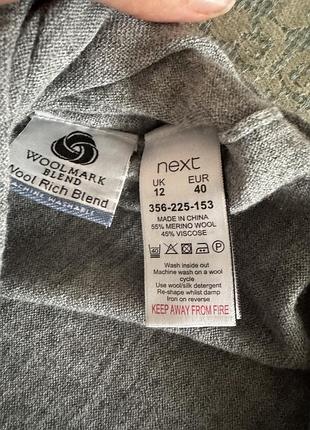 WOOLMARK
BLEND
Wool Rich Blend
WASHABLE
next
UK EUR
12 40
356-225-153
MADE IN CHINA
55% MERINO WOOL
45% VISCOSE
Wash inside out
Machine wash on a wool
cycle
Use wool/silk detergent
Re-shape whilst damp
Iron on reverse
KEEP AWAY FROM FIRE